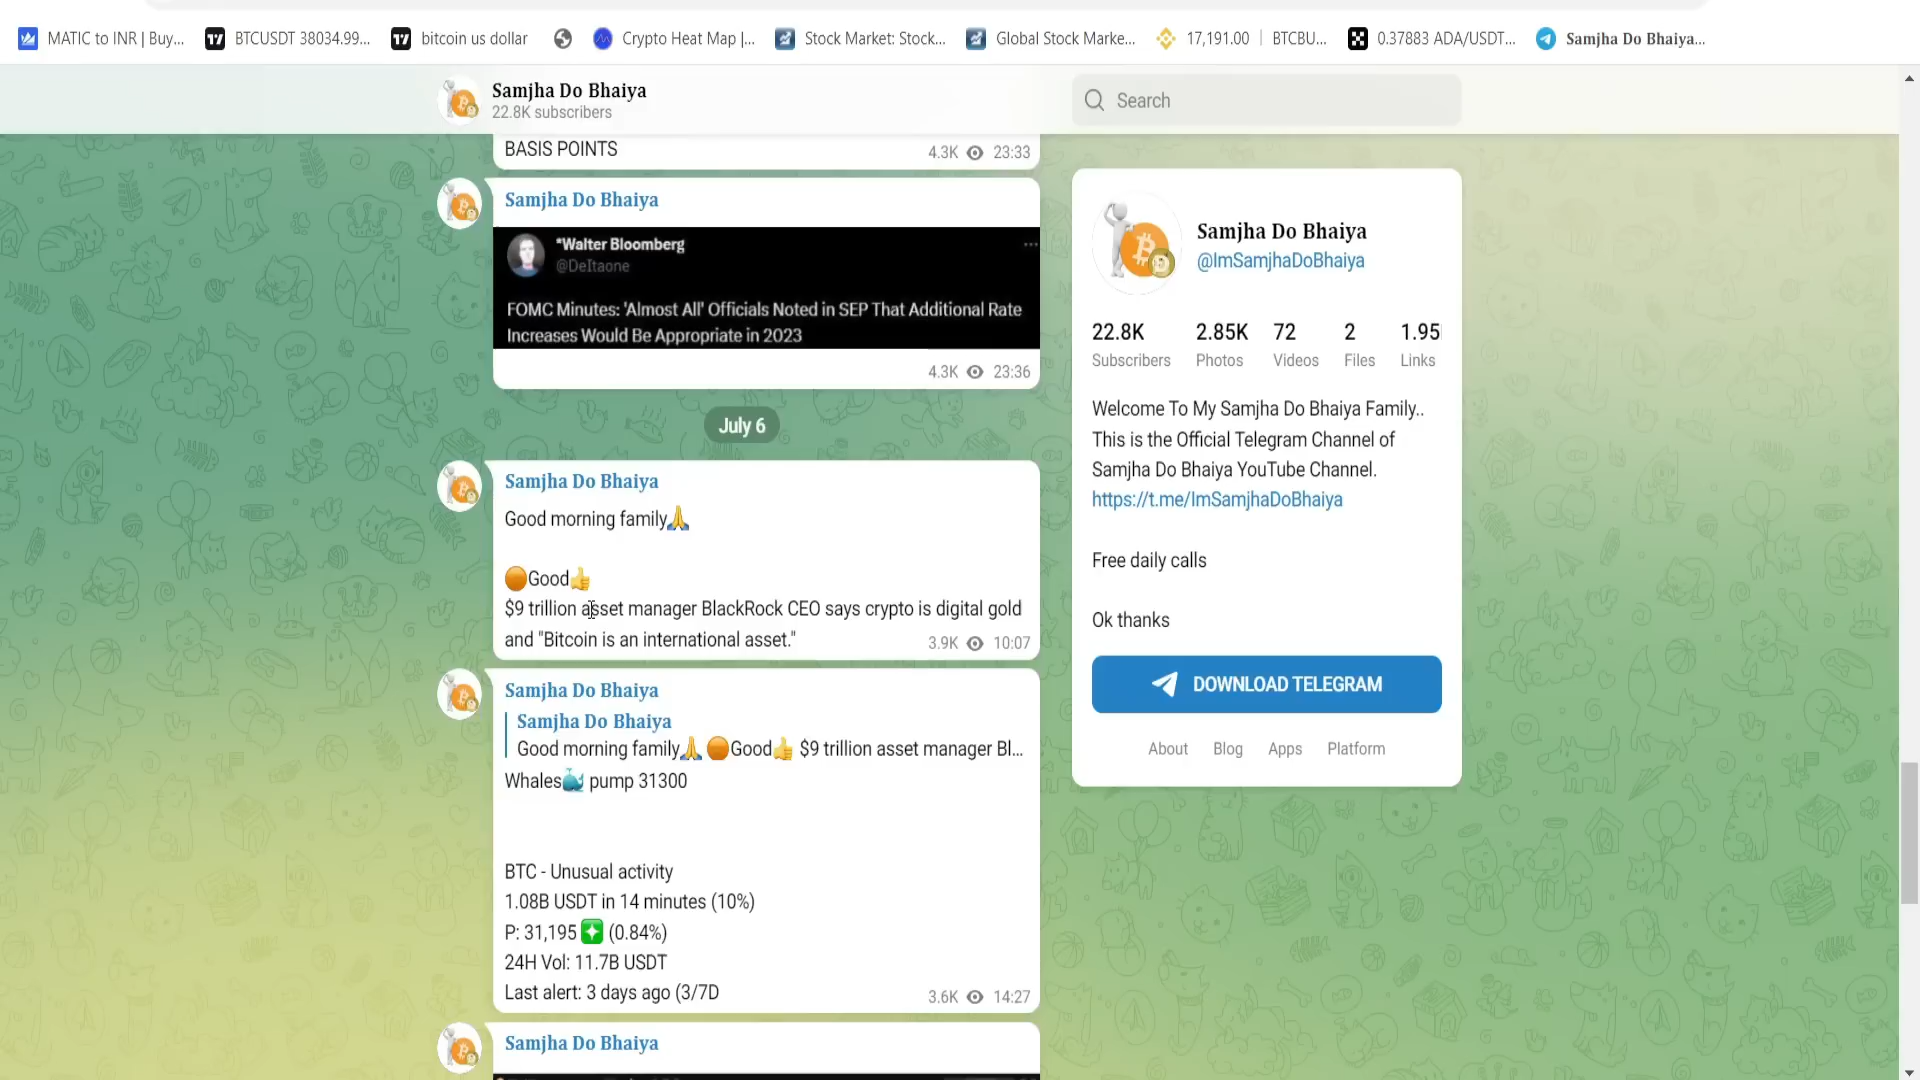 MATIC to INR | Buy...
BTCUSDT 38034.99...
bitcoin us dollar
Crypto Heat Map |...
Stock Market: Stock...
Global Stock Marke...
17,191.00 | BTCBU...
0.37883 ADA/USDT...
Samjha Do Bhaiya...
Samjha Do Bhaiya
22.8K subscribers
Search
BASIS POINTS
4.3K 23:33
Samjha Do Bhaiya
*Walter Bloomberg
@DeItaone
FOMC Minutes: 'Almost All' Officials Noted in SEP That Additional Rate
Increases Would Be Appropriate in 2023
4.3K 23:36
July 6
Samjha Do Bhaiya
Good morning family🙏
🟠Good👍
$9 trillion asset manager BlackRock CEO says crypto is digital gold
and "Bitcoin is an international asset."
3.9K 10:07
Samjha Do Bhaiya
Samjha Do Bhaiya
Good morning family🙏 🟠Good👍 $9 trillion asset manager Bl...
Whales🐳 pump 31300
BTC - Unusual activity
1.08B USDT in 14 minutes (10%)
P: 31,195 (0.84%)
24H Vol: 11.7B USDT
Last alert: 3 days ago (3/7D
3.6K 14:27
Samjha Do Bhaiya
Samjha Do Bhaiya
@ImSamjhaDoBhaiya
22.8K 2.85K 72 2 1.95
Subscribers Photos Videos Files Links
Welcome To My Samjha Do Bhaiya Family..
This is the Official Telegram Channel of
Samjha Do Bhaiya YouTube Channel.
https://t.me/ImSamjhaDoBhaiya
Free daily calls
Ok thanks
DOWNLOAD TELEGRAM
About Blog Apps Platform